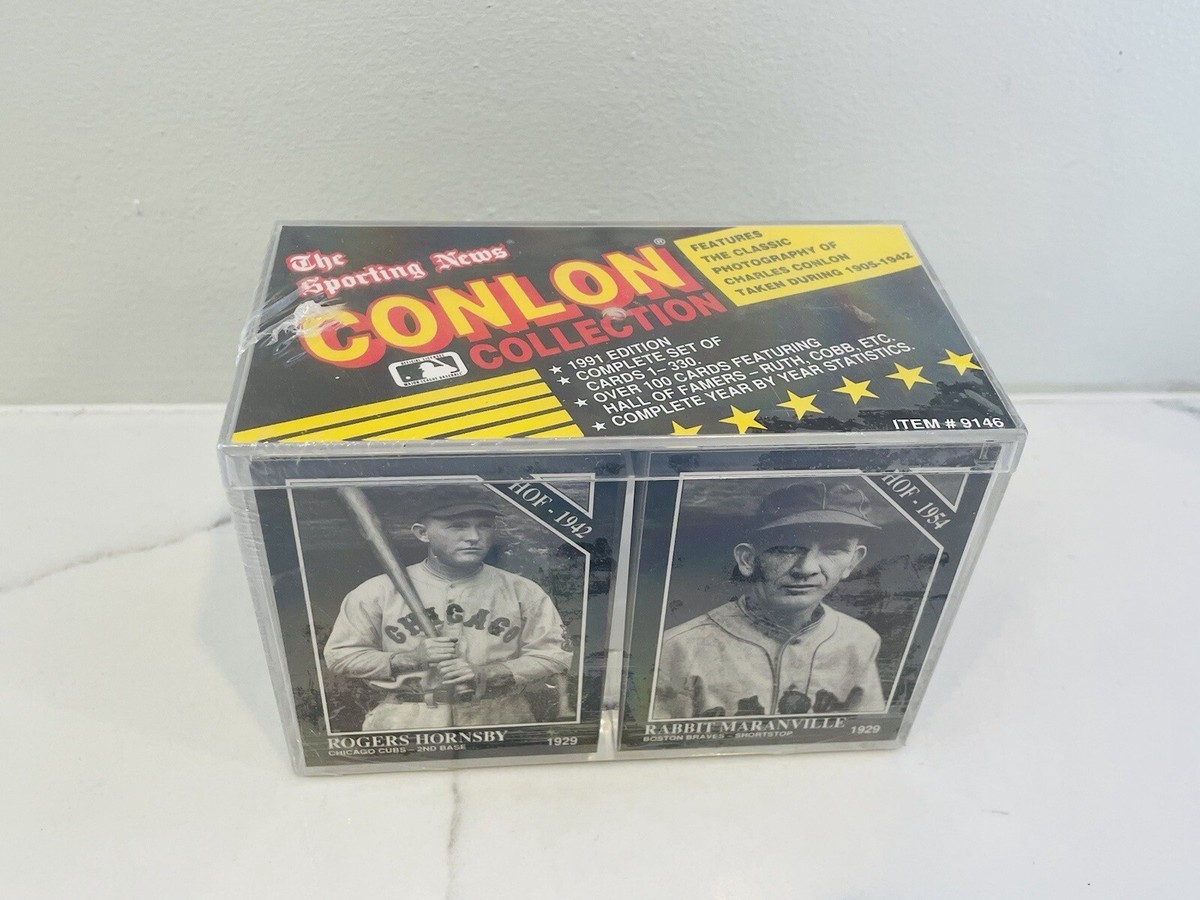 The
Sporting News
CONLON®
COLLECTION
FEATURES
THE CLASSIC
PHOTOGRAPHY OF
CHARLES CONLON
TAKEN DURING 1905-1942
★ 1991 EDITION
★ COMPLETE SET OF
CARDS 1-330.
★ OVER 100 CARDS FEATURING
HALL OF FAMERS - RUTH, COBB, ETC.
★ COMPLETE YEAR BY YEAR STATISTICS.
ITEM # 9146
HOF - 1942
CHICAGO
ROGERS HORNSBY
CHICAGO CUBS - 2ND BASE
1929
HOF - 1954
RABBIT MARANVILLE
BOSTON BRAVES - SHORTSTOP
1929